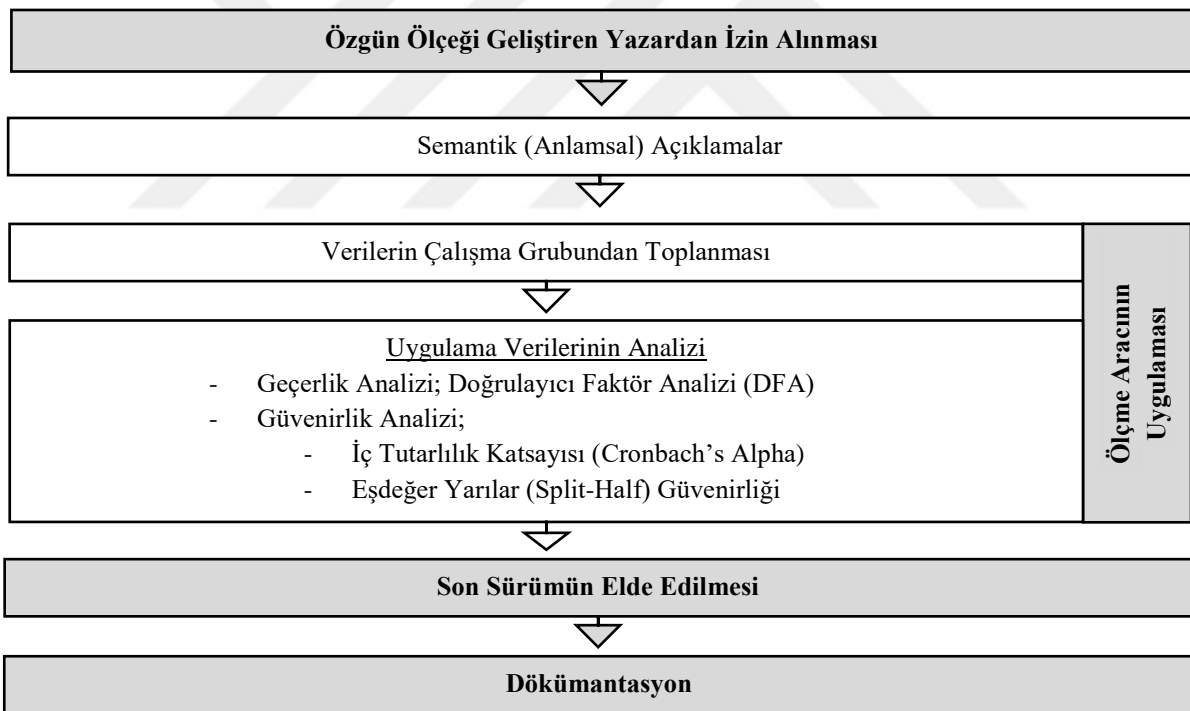 Özgün Ölçeği Geliştiren Yazardan İzin Alınması
Semantik (Anlamsal) Açıklamalar
Verilerin Çalışma Grubundan Toplanması
Uygulama Verilerinin Analizi
- Geçerlik Analizi; Doğrulayıcı Faktör Analizi (DFA)
- Güvenirlik Analizi;
- İç Tutarlılık Katsayısı (Cronbach’s Alpha)
- Eşdeğer Yarılar (Split-Half) Güvenirliği
Ölçme Aracının
Uygulaması
Son Sürümün Elde Edilmesi
Dökümantasyon